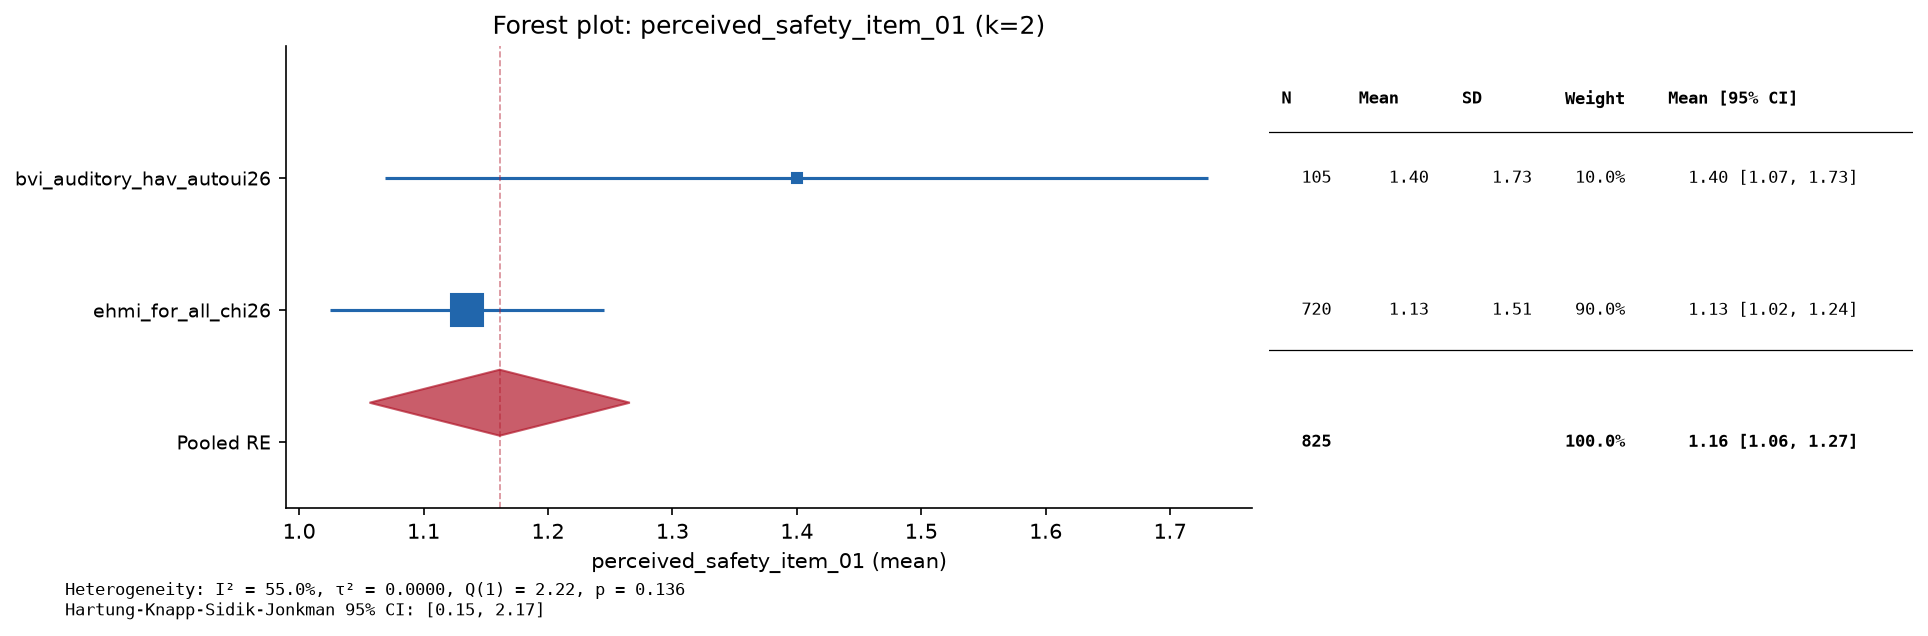 Forest plot: perceived_safety_item_01 (k=2)
N Mean SD Weight Mean [95% CI]
bvi_auditory_hav_autoui26 105 1.40 1.73 10.0% 1.40 [1.07, 1.73]
ehmi_for_all_chi26 720 1.13 1.51 90.0% 1.13 [1.02, 1.24]
Pooled RE 825 100.0% 1.16 [1.06, 1.27]
1.0 1.1 1.2 1.3 1.4 1.5 1.6 1.7
perceived_safety_item_01 (mean)
Heterogeneity: I² = 55.0%, τ² = 0.0000, Q(1) = 2.22, p = 0.136
Hartung-Knapp-Sidik-Jonkman 95% CI: [0.15, 2.17]